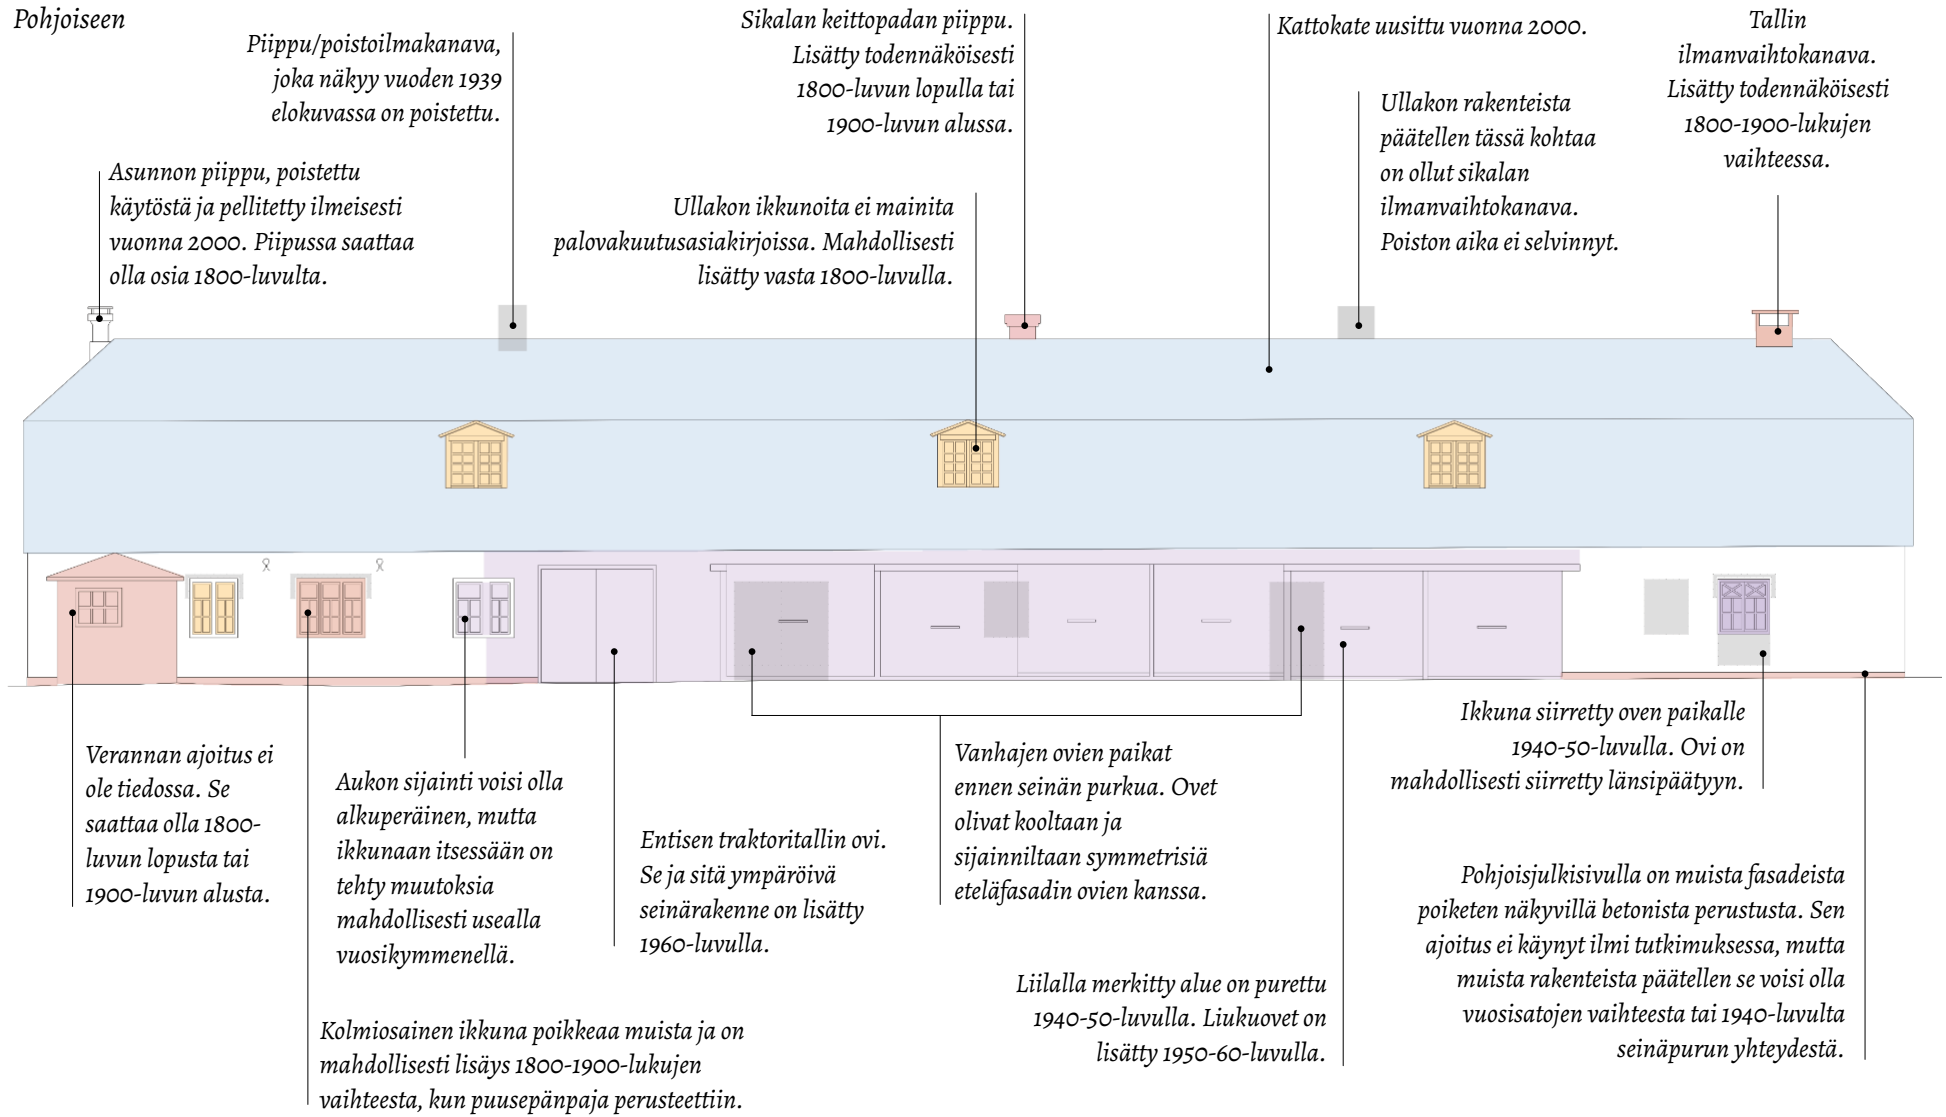 Pohjoiseen
Piippu/poistoilmakanava,
joka näkyy vuoden 1939
elokuvassa on poistettu.
Sikalan keittopadan piippu.
Lisätty todennäköisesti
1800-luvun lopulla tai
1900-luvun alussa.
Kattokate uusittu vuonna 2000.
Tallin
ilmanvaihtokanava.
Lisätty todennäköisesti
1800-1900-lukujen
vaihteessa.
Ullakon rakenteista
päätellen tässä kohtaa
on ollut sikalan
ilmanvaihtokanava.
Poiston aika ei selvinnyt.
Asunnon piippu, poistettu
käytöstä ja pellitetty ilmeisesti
vuonna 2000. Piipussa saattaa
olla osia 1800-luvulta.
Ullakon ikkunoita ei mainita
palovakuutusasiakirjoissa. Mahdollisesti
lisätty vasta 1800-luvulla.
Verannan ajoitus ei
ole tiedossa. Se
saattaa olla 1800-
luvun lopusta tai
1900-luvun alusta.
Aukon sijainti voisi olla
alkuperäinen, mutta
ikkunaan itsessään on
tehty muutoksia
mahdollisesti usealla
vuosikymmenellä.
Entisen traktoritallin ovi.
Se ja sitä ympäröivä
seinärakenne on lisätty
1960-luvulla.
Vanhajen ovien paikat
ennen seinän purkua. Ovet
olivat kooltaan ja
sijainniltaan symmetrisiä
eteläfasadin ovien kanssa.
Ikkuna siirretty oven paikalle
1940-50-luvulla. Ovi on
mahdollisesti siirretty länsipäätyyn.
Pohjoisjulkisivulla on muista fasadeista
poiketen näkyvillä betonista perustusta. Sen
ajoitus ei käynyt ilmi tutkimuksessa, mutta
muista rakenteista päätellen se voisi olla
vuosisatojen vaihteesta tai 1940-luvulta
seinäpurun yhteydestä.
Liilalla merkitty alue on purettu
1940-50-luvulla. Liukuovet on
lisätty 1950-60-luvulla.
Kolmiosainen ikkuna poikkeaa muista ja on
mahdollisesti lisäys 1800-1900-lukujen
vaihteesta, kun puusepänpaja perusteettiin.